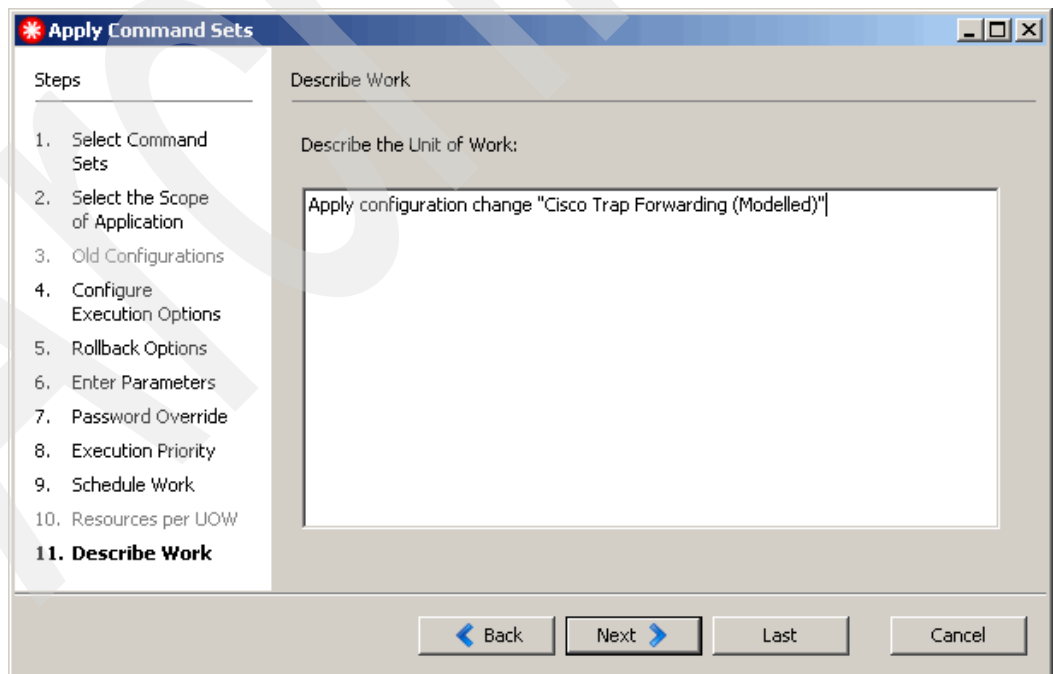 Apply Command Sets
Steps
1. Select Command
Sets
2. Select the Scope
of Application
3. Old Configurations
4. Configure
Execution Options
5. Rollback Options
6. Enter Parameters
7. Password Override
8. Execution Priority
9. Schedule Work
10. Resources per UOW
11. Describe Work
Describe Work
Describe the Unit of Work:
Apply configuration change "Cisco Trap Forwarding (Modelled)"
Back
Next
Last
Cancel